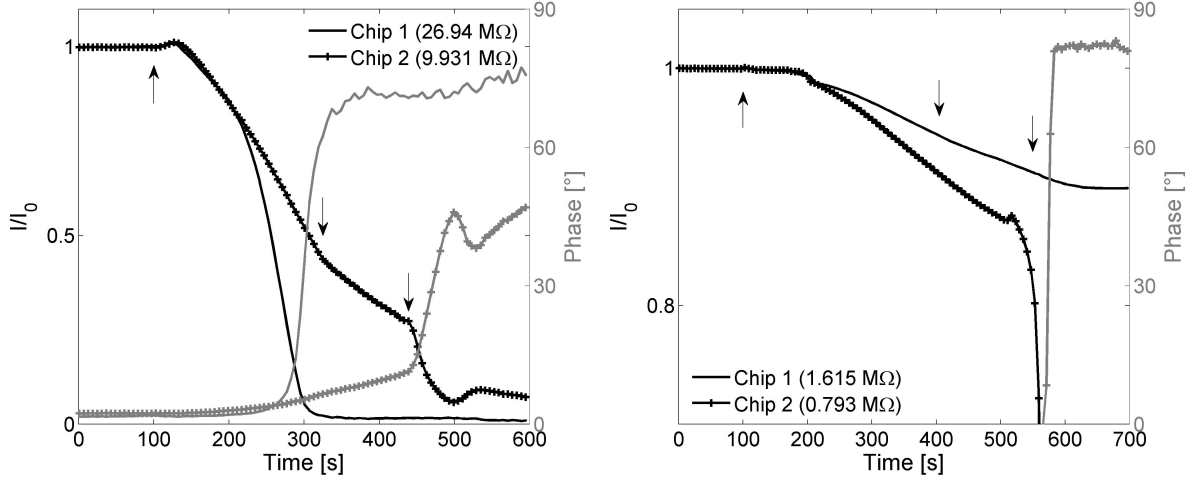 Chip 1 (26.94 MΩ)
Chip 2 (9.931 MΩ)
I/I0
1
0.5
0
0 100 200 300 400 500 600
Time [s]
90
60
30
0
Phase [°]
Chip 1 (1.615 MΩ)
Chip 2 (0.793 MΩ)
I/I0
1
0.8
0 100 200 300 400 500 600 700
Time [s]
90
60
30
0
Phase [°]